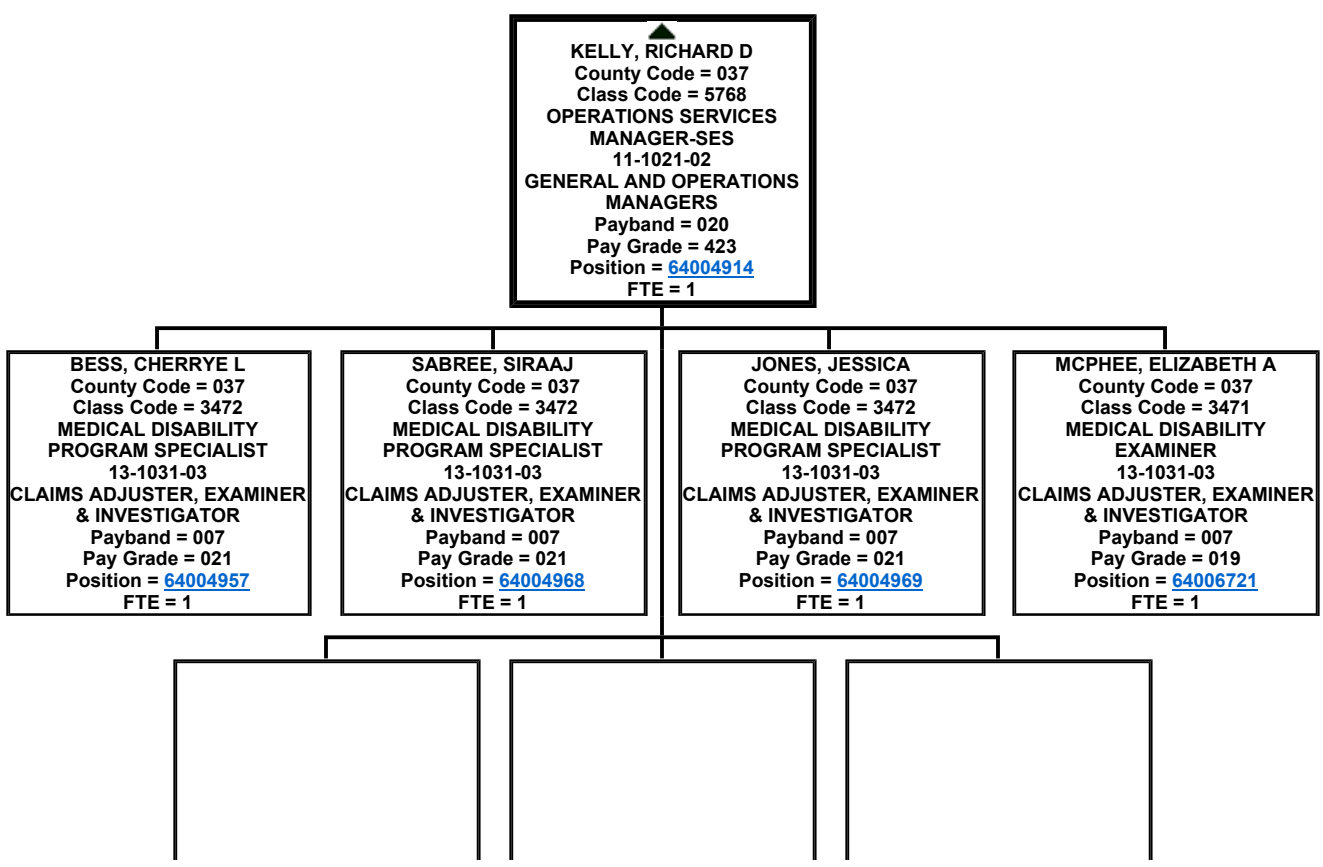 KELLY, RICHARD D
County Code = 037
Class Code = 5768
OPERATIONS SERVICES
MANAGER-SES
11-1021-02
GENERAL AND OPERATIONS
MANAGERS
Payband = 020
Pay Grade = 423
Position = 64004914
FTE = 1
BESS, CHERRYE L
County Code = 037
Class Code = 3472
MEDICAL DISABILITY
PROGRAM SPECIALIST
13-1031-03
CLAIMS ADJUSTER, EXAMINER
& INVESTIGATOR
Payband = 007
Pay Grade = 021
Position = 64004957
FTE = 1
SABREE, SIRAAJ
County Code = 037
Class Code = 3472
MEDICAL DISABILITY
PROGRAM SPECIALIST
13-1031-03
CLAIMS ADJUSTER, EXAMINER
& INVESTIGATOR
Payband = 007
Pay Grade = 021
Position = 64004968
FTE = 1
JONES, JESSICA
County Code = 037
Class Code = 3472
MEDICAL DISABILITY
PROGRAM SPECIALIST
13-1031-03
CLAIMS ADJUSTER, EXAMINER
& INVESTIGATOR
Payband = 007
Pay Grade = 021
Position = 64004969
FTE = 1
MCPHEE, ELIZABETH A
County Code = 037
Class Code = 3471
MEDICAL DISABILITY
EXAMINER
13-1031-03
CLAIMS ADJUSTER, EXAMINER
& INVESTIGATOR
Payband = 007
Pay Grade = 019
Position = 64006721
FTE = 1